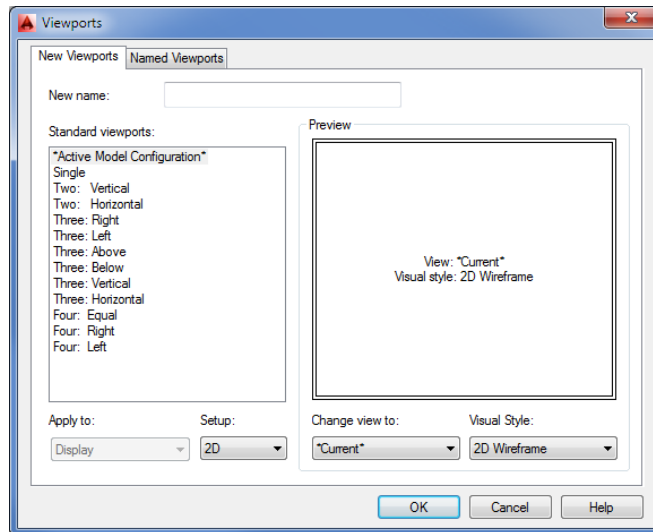 Viewports
New Viewports
Named Viewports
New name:
Standard viewports:
*Active Model Configuration*
Single
Two: Vertical
Two: Horizontal
Three: Right
Three: Left
Three: Above
Three: Below
Three: Vertical
Three: Horizontal
Four: Equal
Four: Right
Four: Left
Preview
View: *Current*
Visual style: 2D Wireframe
Apply to:
Setup:
Change view to:
Visual Style:
Display
2D
*Current*
2D Wireframe
OK
Cancel
Help